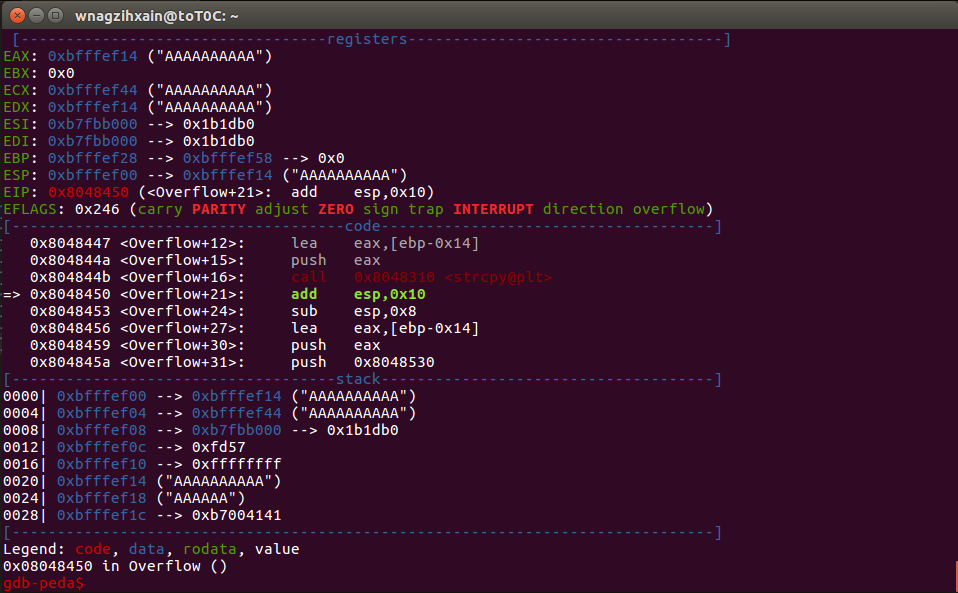 wnagzihxain@toT0C: ~
[----------------------------------registers-----------------------------------]
EAX: 0xbfffef14 ("AAAAAAAAAA")
EBX: 0x0
ECX: 0xbfffef44 ("AAAAAAAAAA")
EDX: 0xbfffef14 ("AAAAAAAAAA")
ESI: 0xb7fbb000 --> 0x1b1db0
EDI: 0xb7fbb000 --> 0x1b1db0
EBP: 0xbfffef28 --> 0xbfffef58 --> 0x0
ESP: 0xbfffef00 --> 0xbfffef14 ("AAAAAAAAAA")
EIP: 0x8048450 (<Overflow+21>: add esp,0x10)
EFLAGS: 0x246 (carry PARITY adjust ZERO sign trap INTERRUPT direction overflow)
[-------------------------------------code-------------------------------------]
0x8048447 <Overflow+12>: lea eax,[ebp-0x14]
0x804844a <Overflow+15>: push eax
0x804844b <Overflow+16>: call 0x8048310 <strcpy@plt>
=> 0x8048450 <Overflow+21>: add esp,0x10
0x8048453 <Overflow+24>: sub esp,0x8
0x8048456 <Overflow+27>: lea eax,[ebp-0x14]
0x8048459 <Overflow+30>: push eax
0x804845a <Overflow+31>: push 0x8048530
[------------------------------------stack-------------------------------------]
0000| 0xbfffef00 --> 0xbfffef14 ("AAAAAAAAAA")
0004| 0xbfffef04 --> 0xbfffef44 ("AAAAAAAAAA")
0008| 0xbfffef08 --> 0xb7fbb000 --> 0x1b1db0
0012| 0xbfffef0c --> 0xfd57
0016| 0xbfffef10 --> 0xffffffff
0020| 0xbfffef14 ("AAAAAAAAAA")
0024| 0xbfffef18 ("AAAAAA")
0028| 0xbfffef1c --> 0xb7004141
[------------------------------------------------------------------------------]
Legend: code, data, rodata, value
0x08048450 in Overflow ()
gdb-peda$